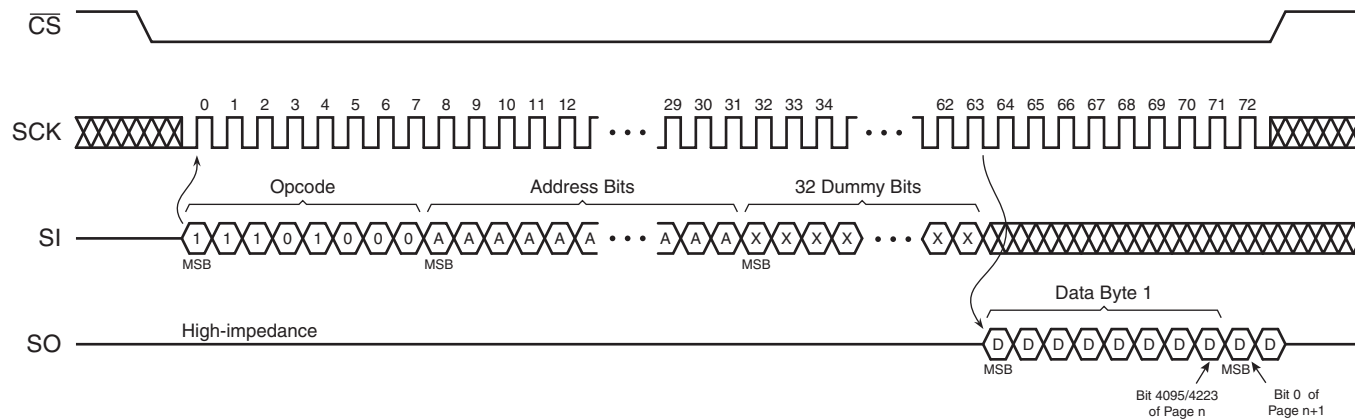 CS
SCK
0 1 2 3 4 5 6 7 8 9 10 11 12 29 30 31 32 33 34 62 63 64 65 66 67 68 69 70 71 72
Opcode Address Bits 32 Dummy Bits
SI
1 1 1 0 1 0 0 0 A A A A A A A A A X X X X X X
MSB MSB MSB
Data Byte 1
SO
High-impedance
D D D D D D D D D D
MSB MSB
Bit 4095/4223
of Page n
Bit 0 of
Page n+1